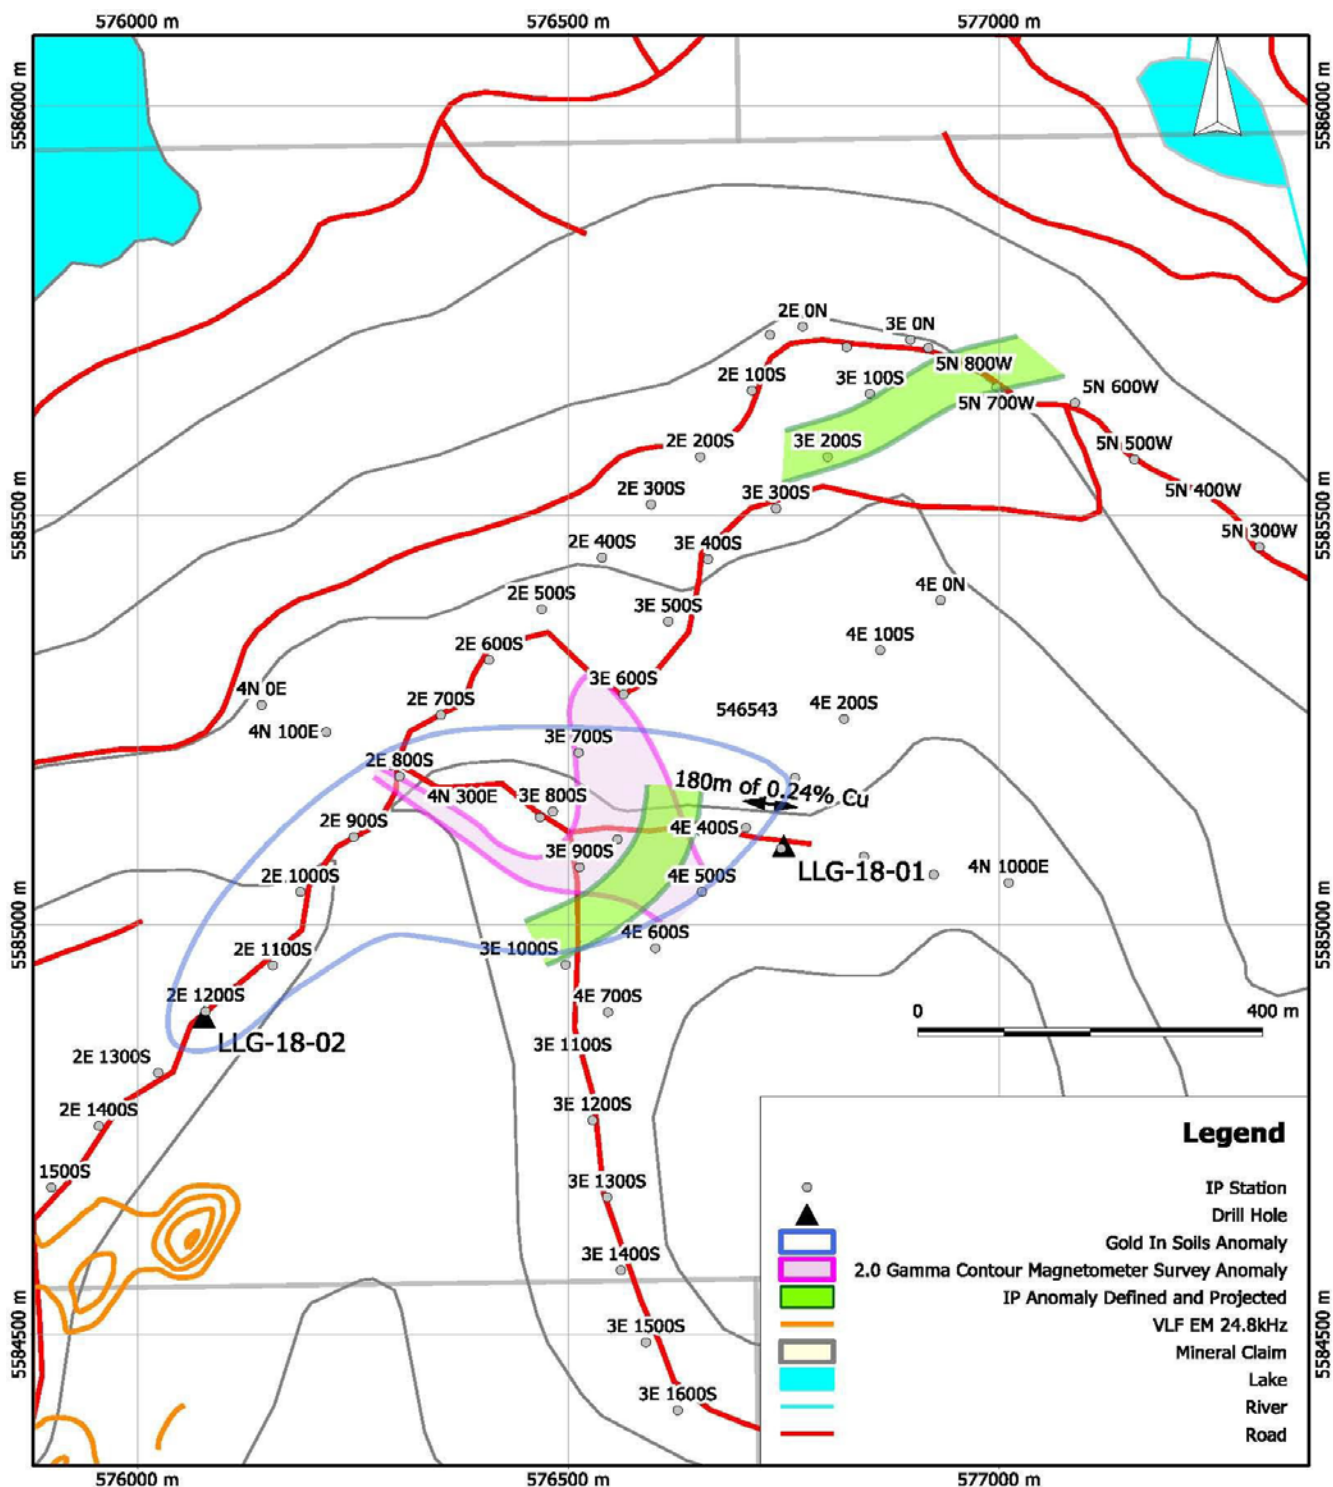 576000 m
576500 m
577000 m
5586000 m
5586000 m
2E 0N
3E 0N
5N 800W
2E 100S
3E 100S
5N 600W
5N 700W
2E 200S
3E 200S
5N 500W
2E 300S
3E 300S
5N 400W
5585500 m
5585500 m
2E 400S
3E 400S
5N 300W
4E 0N
2E 500S
3E 500S
4E 100S
2E 600S
3E 600S
4N 0E
2E 700S
4E 200S
546543
4N 100E
3E 700S
2E 800S
180m of 0.24% Cu
4N 300E
3E 800S
2E 900S
4E 400S
3E 900S
LLG-18-01
4N 1000E
2E 1000S
4E 500S
5585000 m
5585000 m
2E 1100S
3E 1000S
4E 600S
2E 1200S
4E 700S
0
400 m
LLG-18-02
3E 1100S
2E 1300S
2E 1400S
3E 1200S
Legend
1500S
3E 1300S
IP Station
Drill Hole
Gold In Soils Anomaly
3E 1400S
2.0 Gamma Contour Magnetometer Survey Anomaly
IP Anomaly Defined and Projected
5584500 m
5584500 m
3E 1500S
VLF EM 24.8kHz
Mineral Claim
Lake
3E 1600S
River
Road
576000 m
576500 m
577000 m